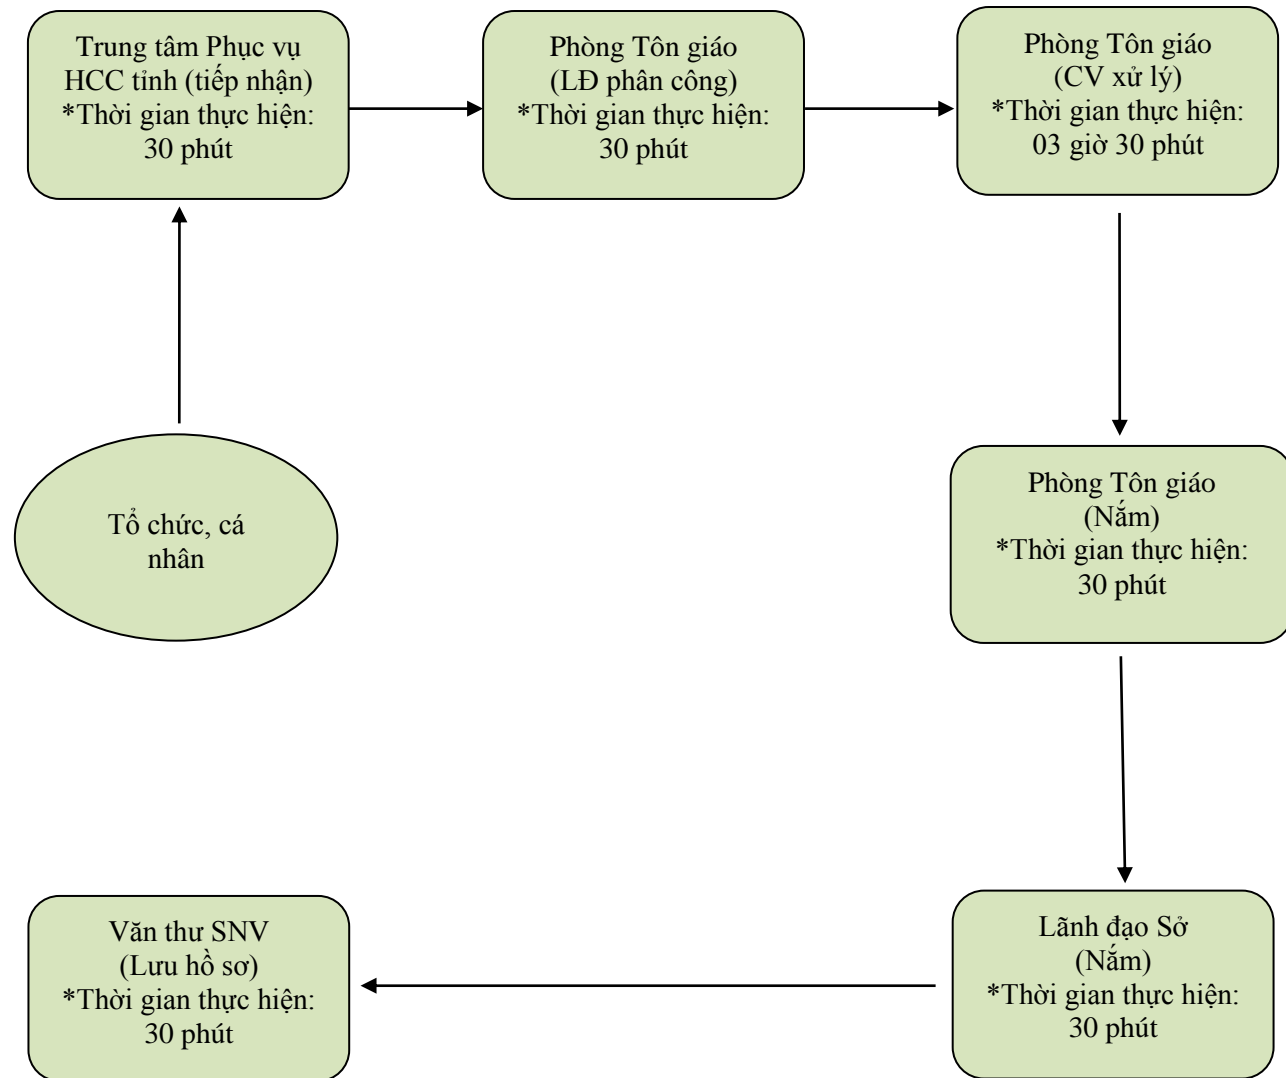 Trung tâm Phục vụ
HCC tỉnh (tiếp nhận)
*Thời gian thực hiện:
30 phút
Phòng Tôn giáo
(LĐ phân công)
*Thời gian thực hiện:
30 phút
Phòng Tôn giáo
(CV xử lý)
*Thời gian thực hiện:
03 giờ 30 phút
Tổ chức, cá
nhân
Phòng Tôn giáo
(Nắm)
*Thời gian thực hiện:
30 phút
Lãnh đạo Sở
(Nắm)
*Thời gian thực hiện:
30 phút
Văn thư SNV
(Lưu hồ sơ)
*Thời gian thực hiện:
30 phút